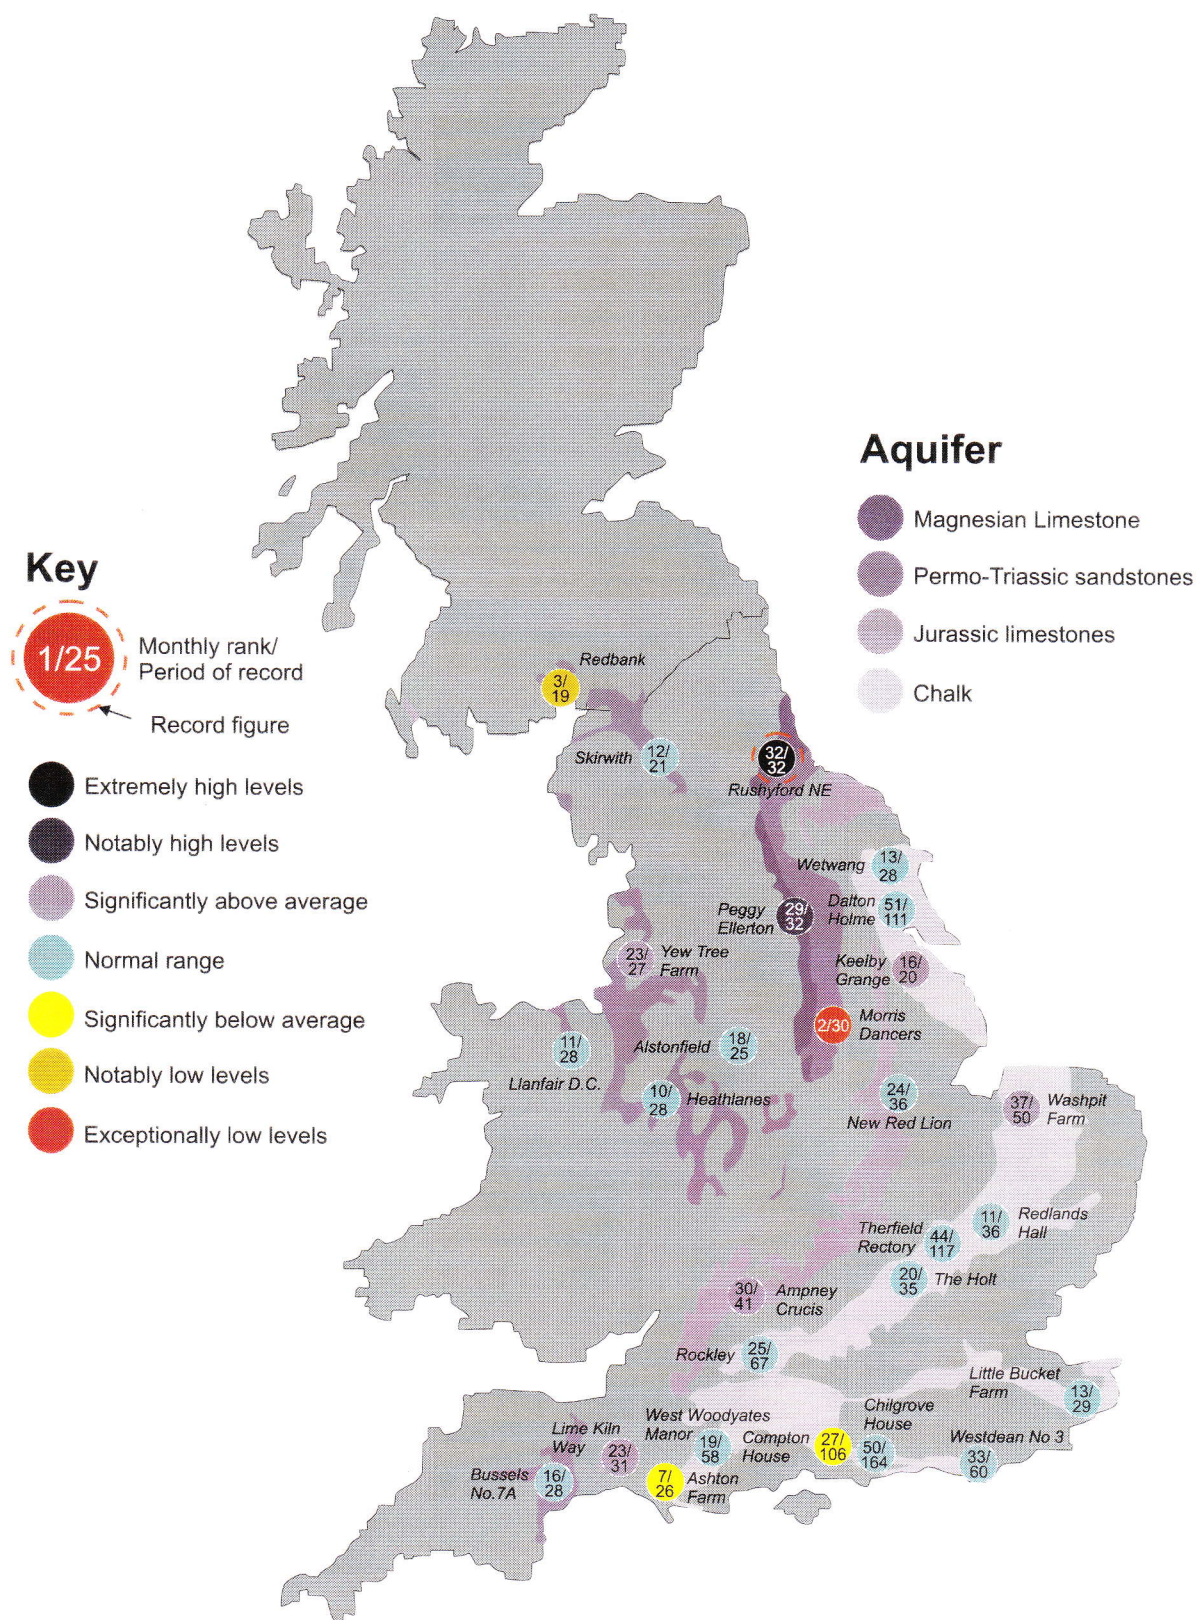 Aquifer
Magnesian Limestone
Permo-Triassic sandstones
Jurassic limestones
Chalk
Key
1/25
Monthly rank/
Period of record
Record figure
Extremely high levels
Notably high levels
Significantly above average
Normal range
Significantly below average
Notably low levels
Exceptionally low levels
Redbank
3/
19
Skirwith
12/
21
32/
32
Rushyford NE
Wetwang
13/
28
Peggy
Ellerton
29/
32
Dalton
Holme
51/
111
23/
27
Yew Tree
Farm
Keelby
Grange
16/
20
2/30
Morris
Dancers
11/
28
Llanfair D.C.
Alstonfield
18/
25
10/
28
Heathlanes
24/
36
New Red Lion
37/
50
Washpit
Farm
Therfield
Rectory
44/
117
11/
36
Redlands
Hall
20/
35
The Holt
30/
41
Ampney
Crucis
Rockley
25/
67
Little Bucket
Farm
13/
29
Lime Kiln
Way
23/
31
West Woodyates
Manor
19/
58
Compton
House
27/
106
Chilgrove
House
50/
164
Westdean No 3
33/
60
Bussels
No.7A
16/
28
7/
26
Ashton
Farm